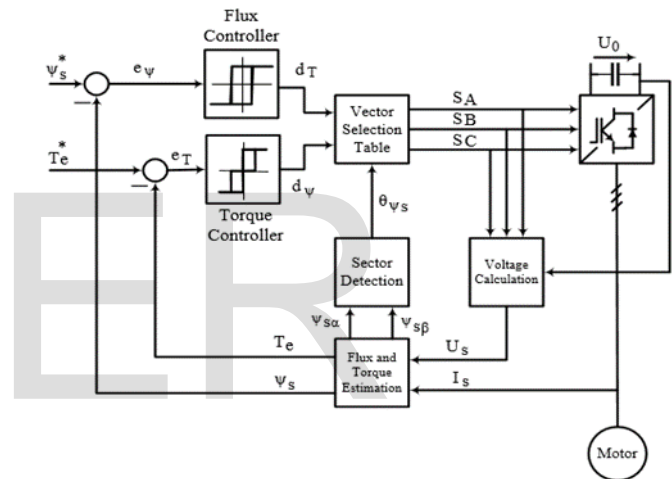 Flux
Controller
U₀
ψs*
eψ
dT
Vector
Selection
Table
SA
SB
SC
Te*
eT
dψ
Torque
Controller
θψs
Sector
Detection
Voltage
Calculation
ψsα
ψsβ
Te
Us
Flux and
Torque
Estimation
ψs
Is
Motor
ER